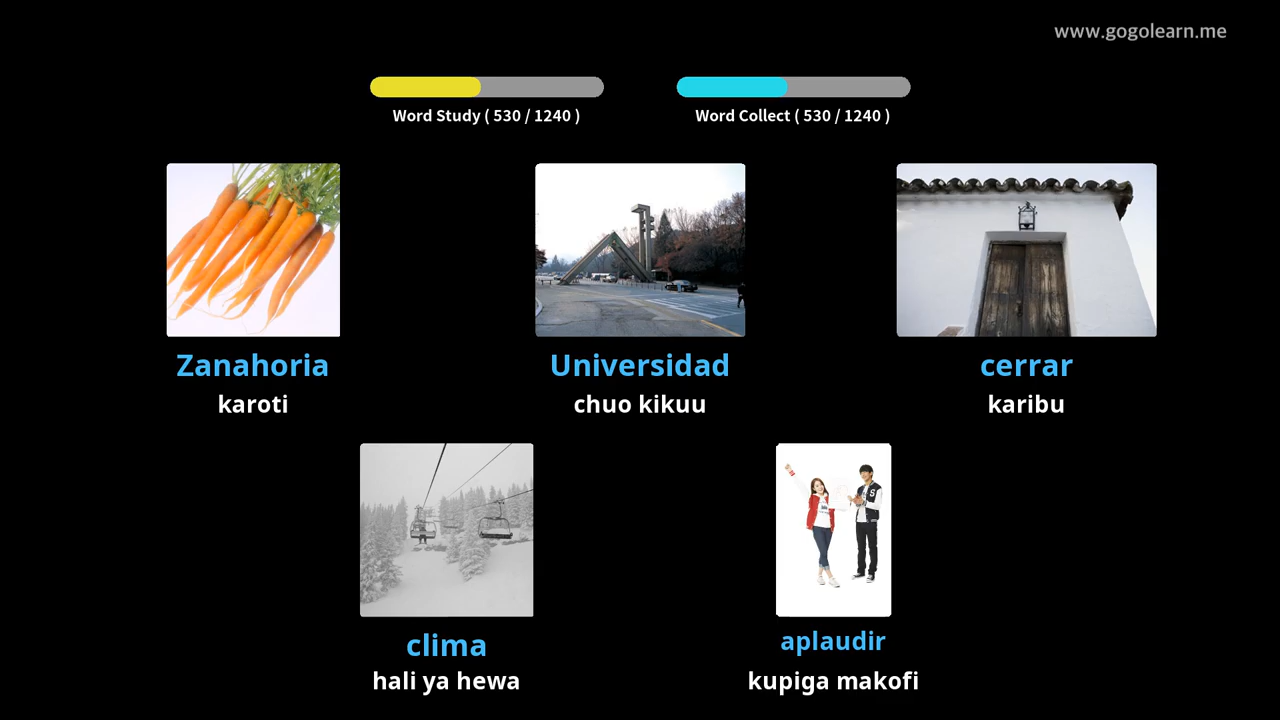 www.gogolearn.me
Word Study ( 530 / 1240 )
Word Collect ( 530 / 1240 )
Zanahoria
karoti
Universidad
chuo kikuu
cerrar
karibu
clima
hali ya hewa
aplaudir
kupiga makofi